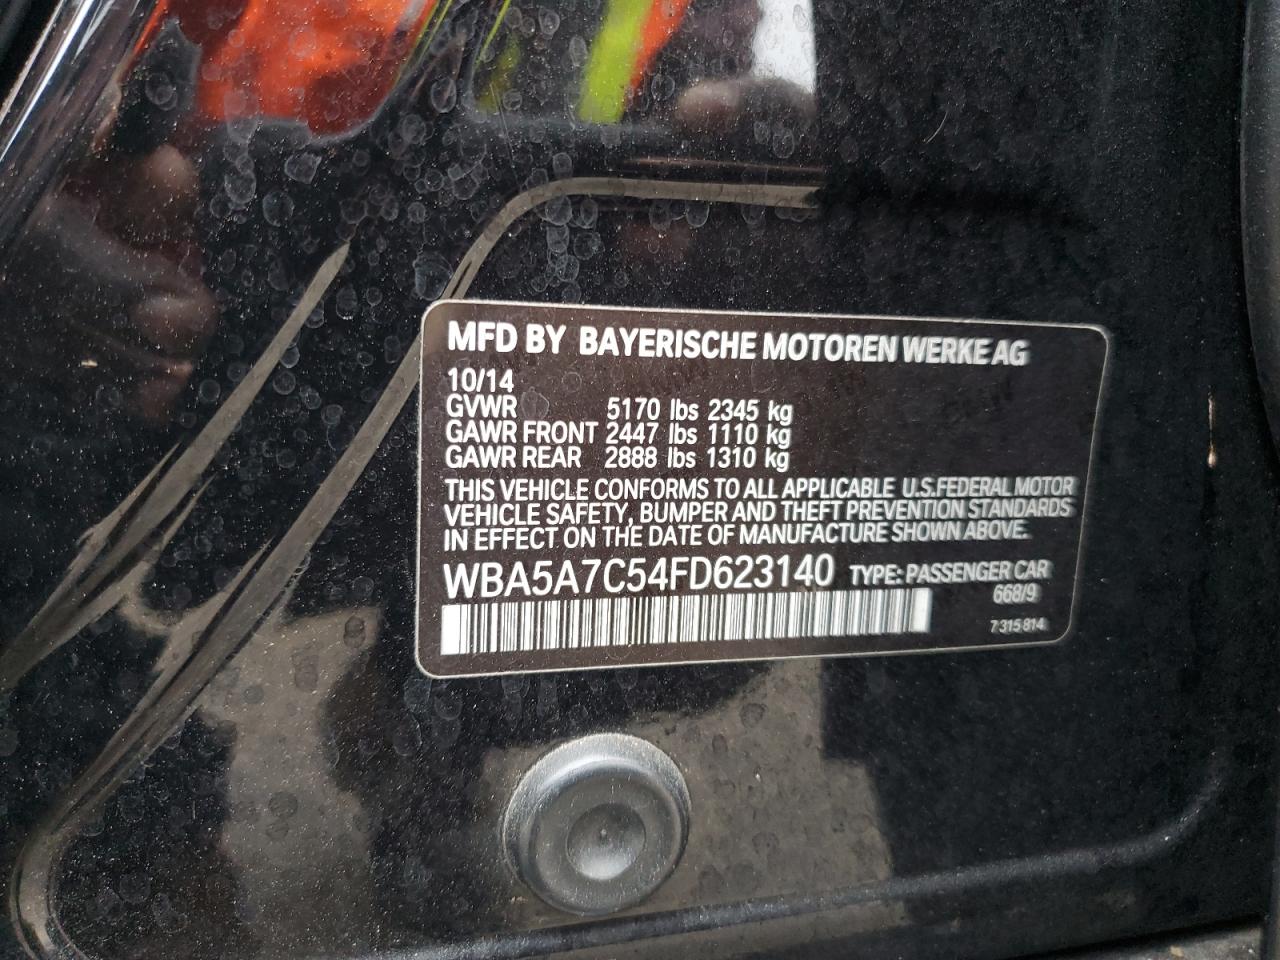 MFD BY BAYERISCHE MOTOREN WERKE AG
10/14
GVWR 5170 lbs 2345 kg
GAWR FRONT 2447 lbs 1110 kg
GAWR REAR 2888 lbs 1310 kg
THIS VEHICLE CONFORMS TO ALL APPLICABLE U.S.FEDERAL MOTOR
VEHICLE SAFETY, BUMPER AND THEFT PREVENTION STANDARDS
IN EFFECT ON THE DATE OF MANUFACTURE SHOWN ABOVE.
WBA5A7C54FD623140 TYPE: PASSENGER CAR
668/9
7 315 814